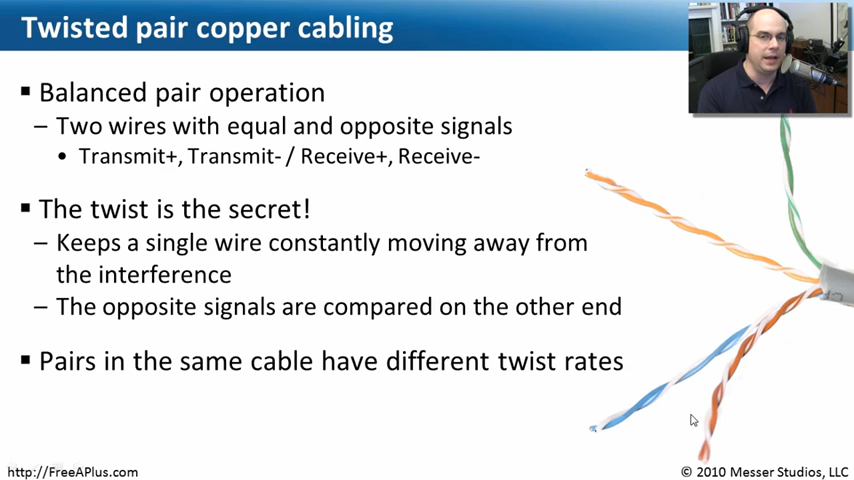 Twisted pair copper cabling
▪ Balanced pair operation
– Two wires with equal and opposite signals
• Transmit+, Transmit- / Receive+, Receive-
▪ The twist is the secret!
– Keeps a single wire constantly moving away from
the interference
– The opposite signals are compared on the other end
▪ Pairs in the same cable have different twist rates
http://FreeAPlus.com
© 2010 Messer Studios, LLC